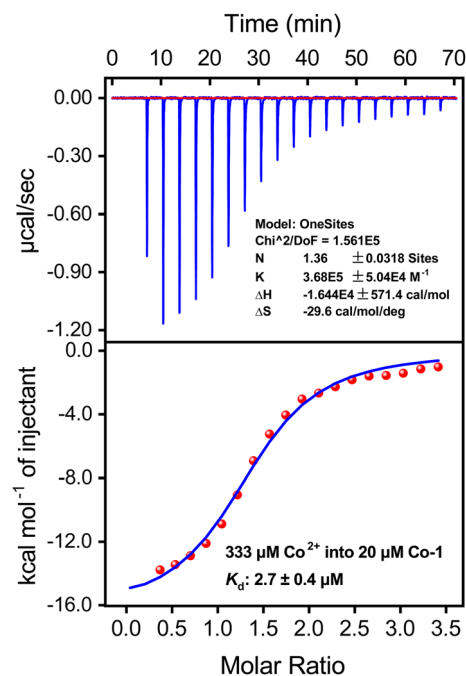 Time (min)
0 10 20 30 40 50 60 70
0.00
-0.30
-0.60
-0.90
-1.20
µcal/sec
Model: OneSites
Chi^2/DoF = 1.561E5
N 1.36 ±0.0318 Sites
K 3.68E5 ±5.04E4 M⁻¹
ΔH -1.644E4 ± 571.4 cal/mol
ΔS -29.6 cal/mol/deg
0.0
-4.0
-8.0
-12.0
-16.0
kcal mol⁻¹ of injectant
333 µM Co²⁺ into 20 µM Co-1
Kd: 2.7 ± 0.4 µM
0.0 0.5 1.0 1.5 2.0 2.5 3.0 3.5
Molar Ratio